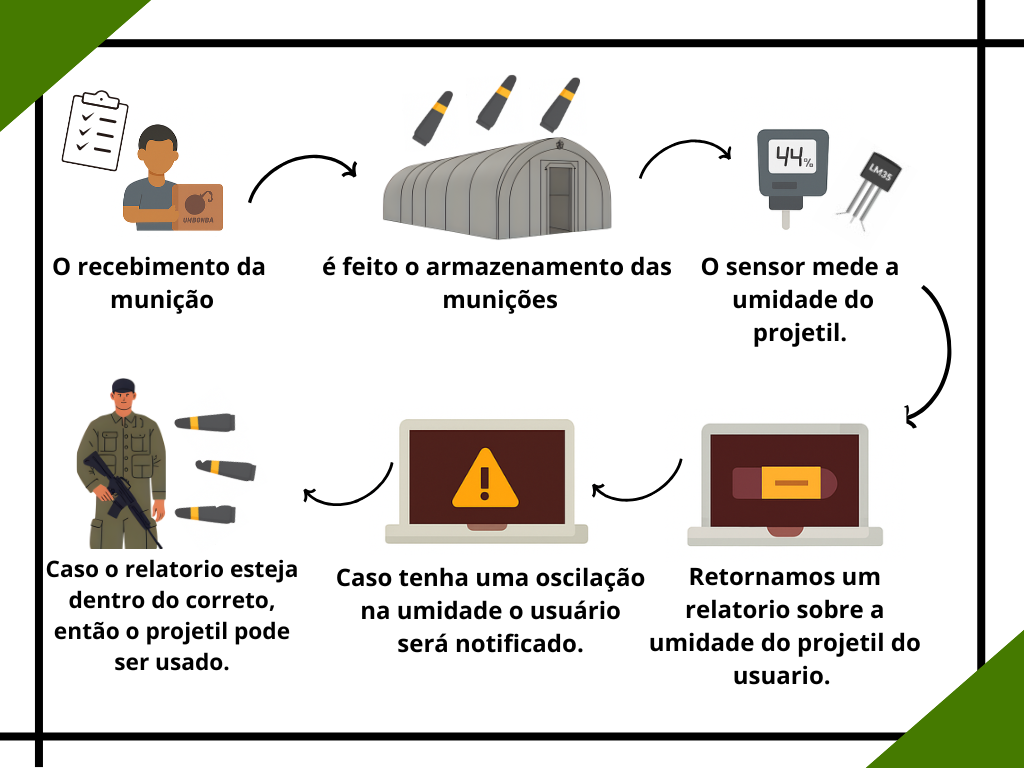 UMBONBA
44%
LM35
O recebimento da
munição
é feito o armazenamento das
munições
O sensor mede a
umidade do
projetil.
Caso o relatorio esteja
dentro do correto,
então o projetil pode
ser usado.
Caso tenha uma oscilação
na umidade o usuário
será notificado.
Retornamos um
relatorio sobre a
umidade do projetil do
usuario.